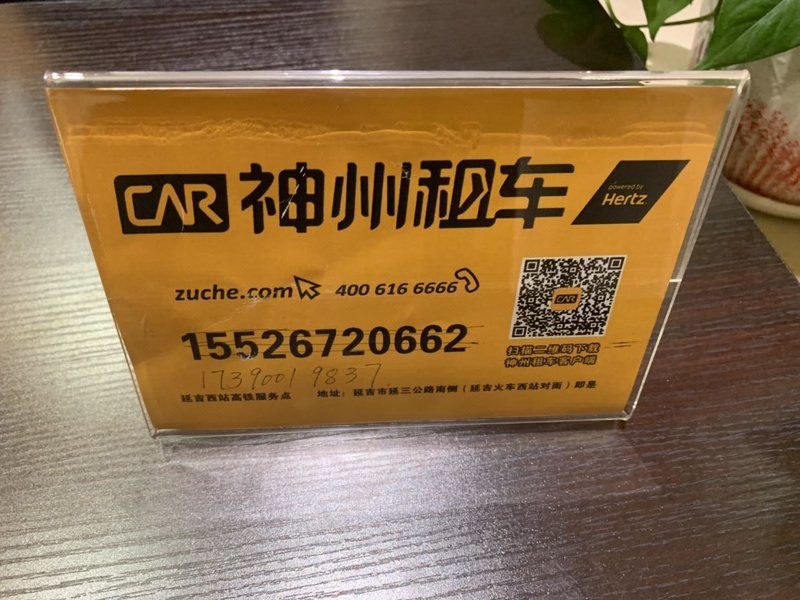 CAR 神州租车 powered by Hertz
zuche.com 400 616 6666
CAR
扫描二维码下载
神州租车客户端
15526720662
17390019837.
延吉西站高铁服务点 地址：延吉市延三公路南侧（延吉火车西站对面）即是